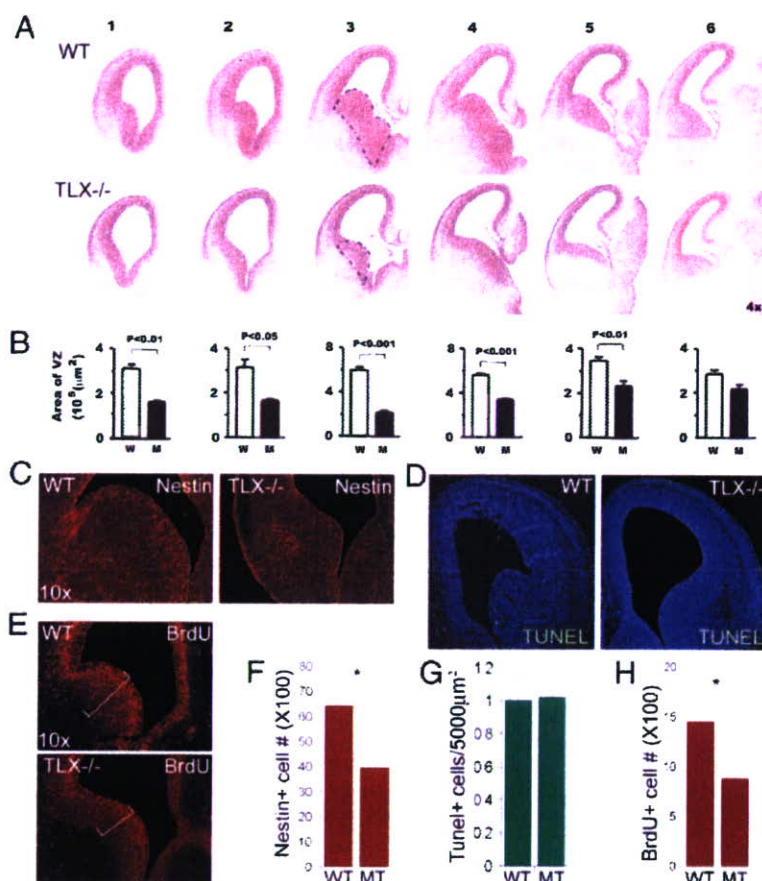 A
1 2 3 4 5 6
WT
TLX-/-
4x
B
P<0.01 P<0.05 P<0.001 P<0.001 P<0.01
Area of VZ
(10⁵(µm²)
4 2 0 W M
4 2 0 W M
8 4 0 W M
8 4 0 W M
4 2 0 W M
4 2 0 W M
C
WT Nestin
10x
TLX-/- Nestin
D
WT
TUNEL
TLX-/-
TUNEL
E
WT BrdU
10x
TLX-/- BrdU
F
*
Nestin+ cell # (X100)
80
70
60
50
40
30
20
10
0
WT MT
G
Tunel+ cells/5000µm²
1.2
1
0.8
0.6
0.4
0.2
0
WT MT
H
*
BrdU+ cell # (X100)
20
15
10
5
0
WT MT